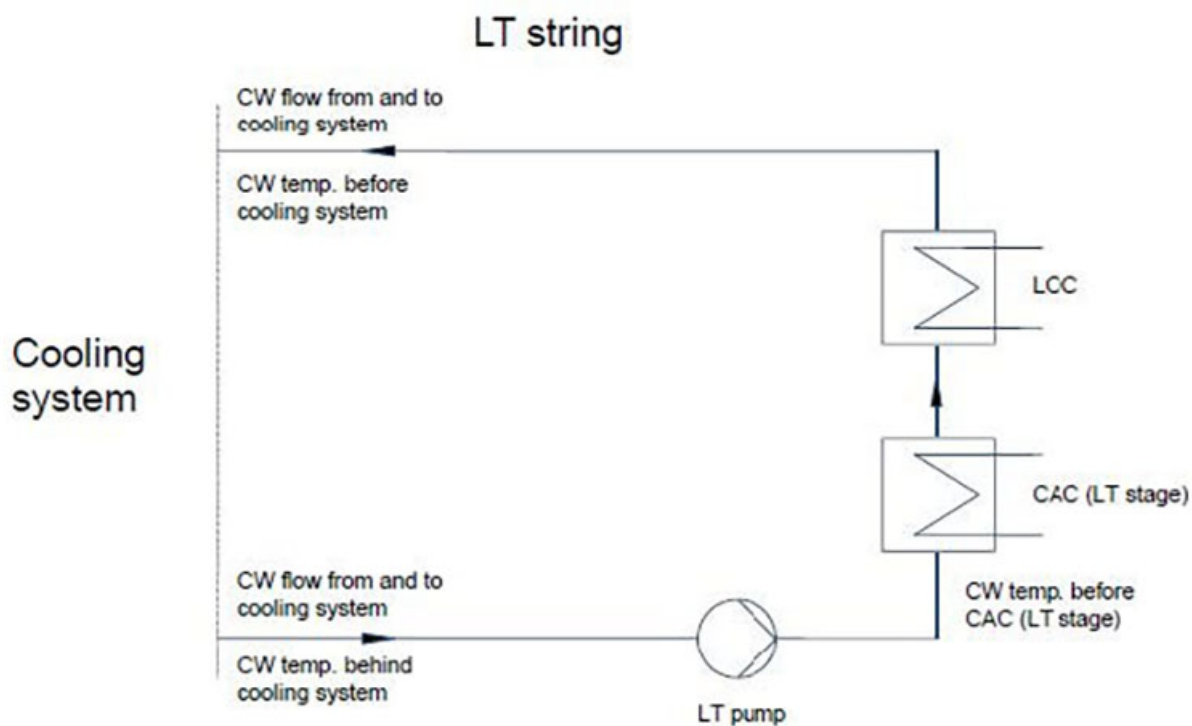 LT string
CW flow from and to
cooling system
CW temp. before
cooling system
LCC
Cooling
system
CAC (LT stage)
CW flow from and to
cooling system
CW temp. before
CAC (LT stage)
CW temp. behind
cooling system
LT pump